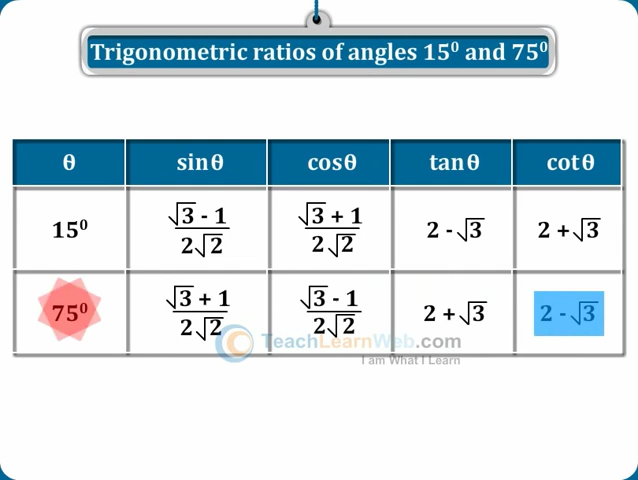 Trigonometric ratios of angles 15⁰ and 75⁰
θ sinθ cosθ tanθ cotθ
15⁰ (√3 - 1)/(2√2) (√3 + 1)/(2√2) 2 - √3 2 + √3
75⁰ (√3 + 1)/(2√2) (√3 - 1)/(2√2) 2 + √3 2 - √3
TeachLearnWeb.com
I am What I Learn